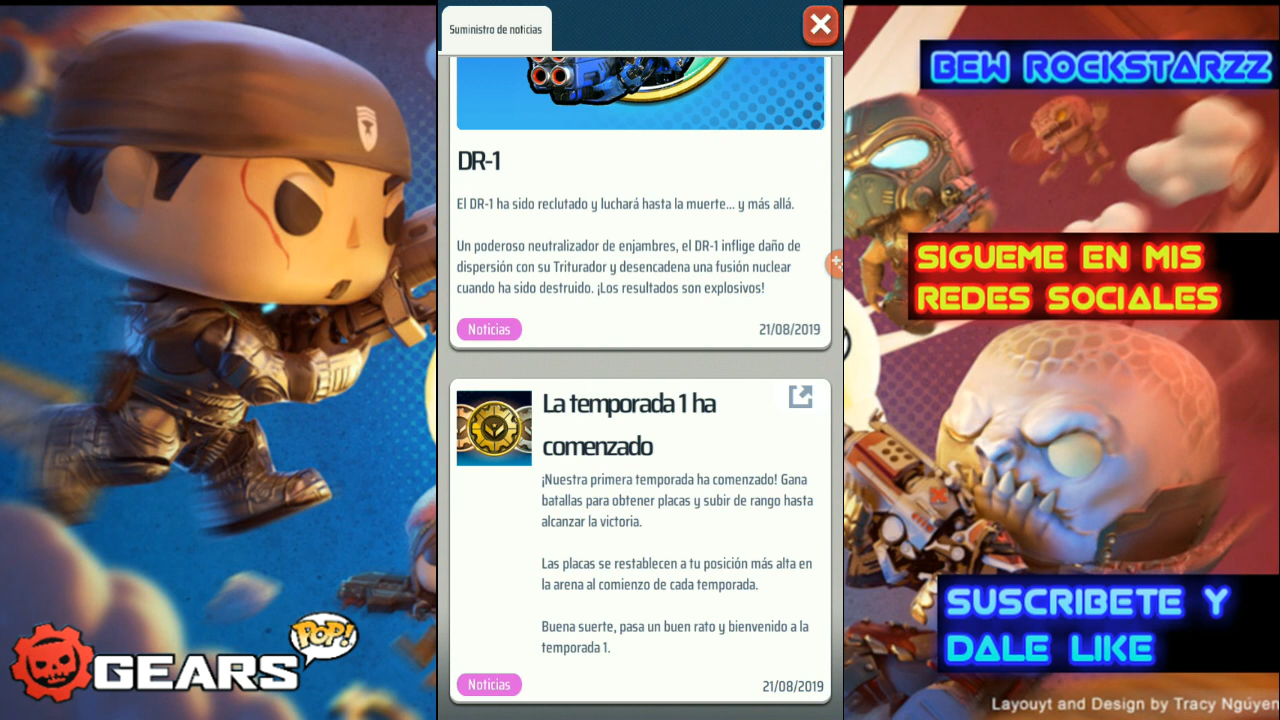 Suministro de noticias
DR-1
El DR-1 ha sido reclutado y luchará hasta la muerte... y más allá.
Un poderoso neutralizador de enjambres, el DR-1 inflige daño de
dispersión con su Triturador y desencadena una fusión nuclear
cuando ha sido destruido. ¡Los resultados son explosivos!
Noticias
21/08/2019
La temporada 1 ha
comenzado
¡Nuestra primera temporada ha comenzado! Gana
batallas para obtener placas y subir de rango hasta
alcanzar la victoria.
Las placas se restablecen a tu posición más alta en
la arena al comienzo de cada temporada.
Buena suerte, pasa un buen rato y bienvenido a la
temporada 1.
Noticias
21/08/2019
GEARS
POP!
BEW ROCKSTARZZ
SIGUEME EN MIS
REDES SOCIALES
SUSCRIBETE Y
DALE LIKE
Layouyt and Design by Tracy Ngúyen